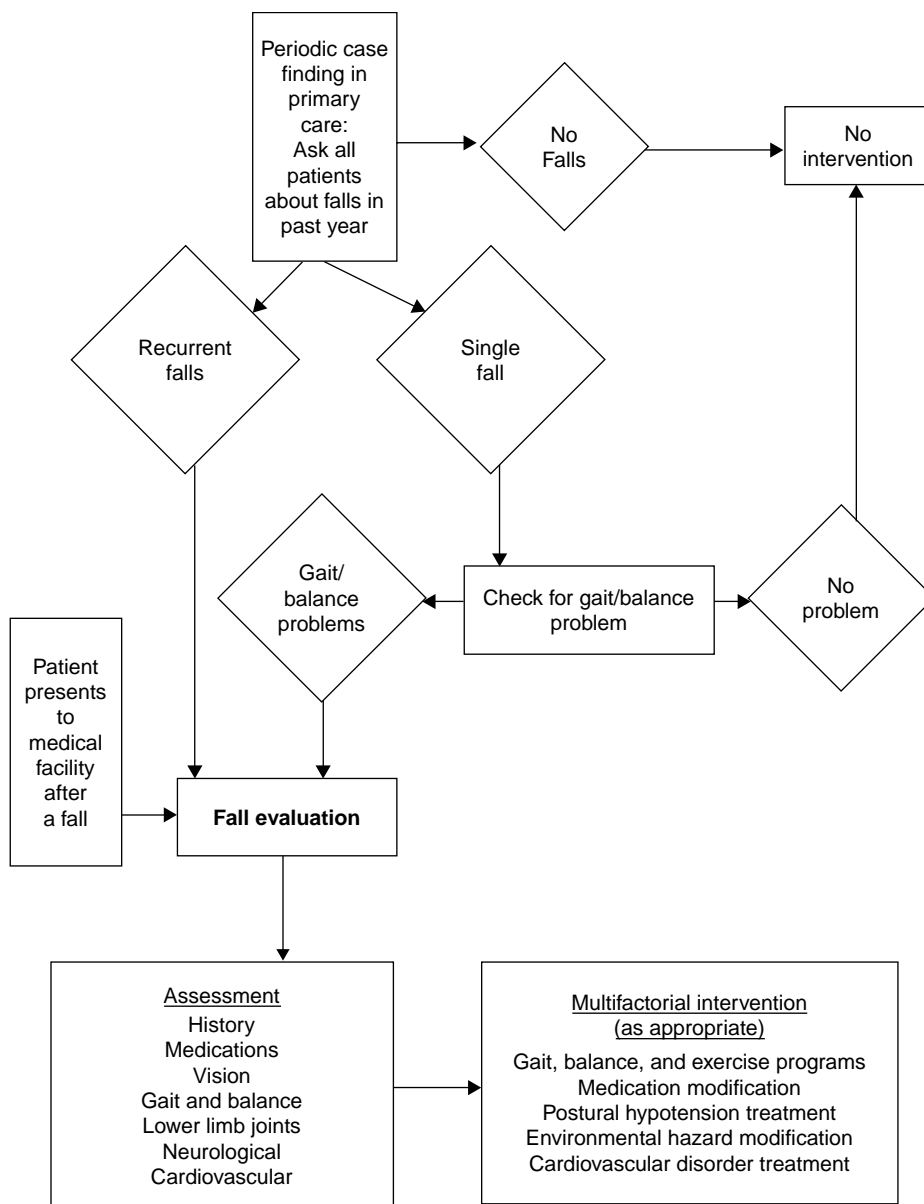 Periodic case
finding in
primary
care:
Ask all
patients
about falls in
past year
No
Falls
No
intervention
Recurrent
falls
Single
fall
Gait/
balance
problems
Check for gait/balance
problem
No
problem
Patient
presents
to
medical
facility
after
a fall
Fall evaluation
Assessment
History
Medications
Vision
Gait and balance
Lower limb joints
Neurological
Cardiovascular
Multifactorial intervention
(as appropriate)
Gait, balance, and exercise programs
Medication modification
Postural hypotension treatment
Environmental hazard modification
Cardiovascular disorder treatment